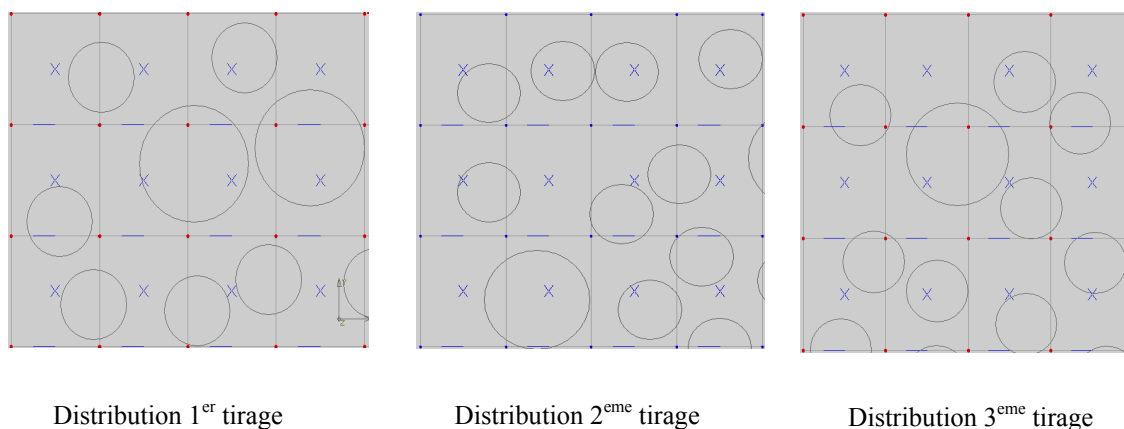 Y
Z
Distribution 1er tirage
Distribution 2eme tirage
Distribution 3eme tirage